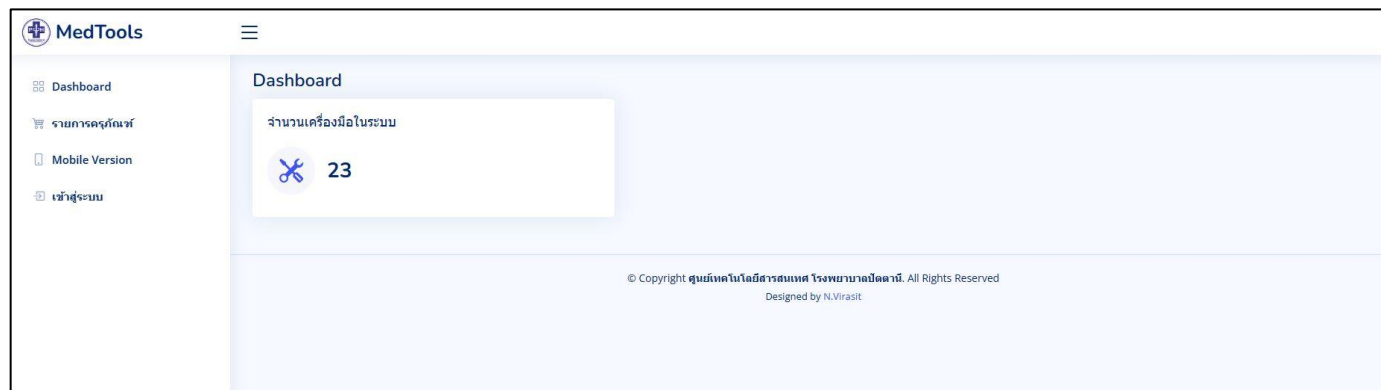 MedTools
Dashboard
รายการครุภัณฑ์
Mobile Version
เข้าสู่ระบบ
Dashboard
จำนวนเครื่องมือในระบบ
23
© Copyright ศูนย์เทคโนโลยีสารสนเทศ โรงพยาบาลปัตตานี. All Rights Reserved
Designed by N.Virasit